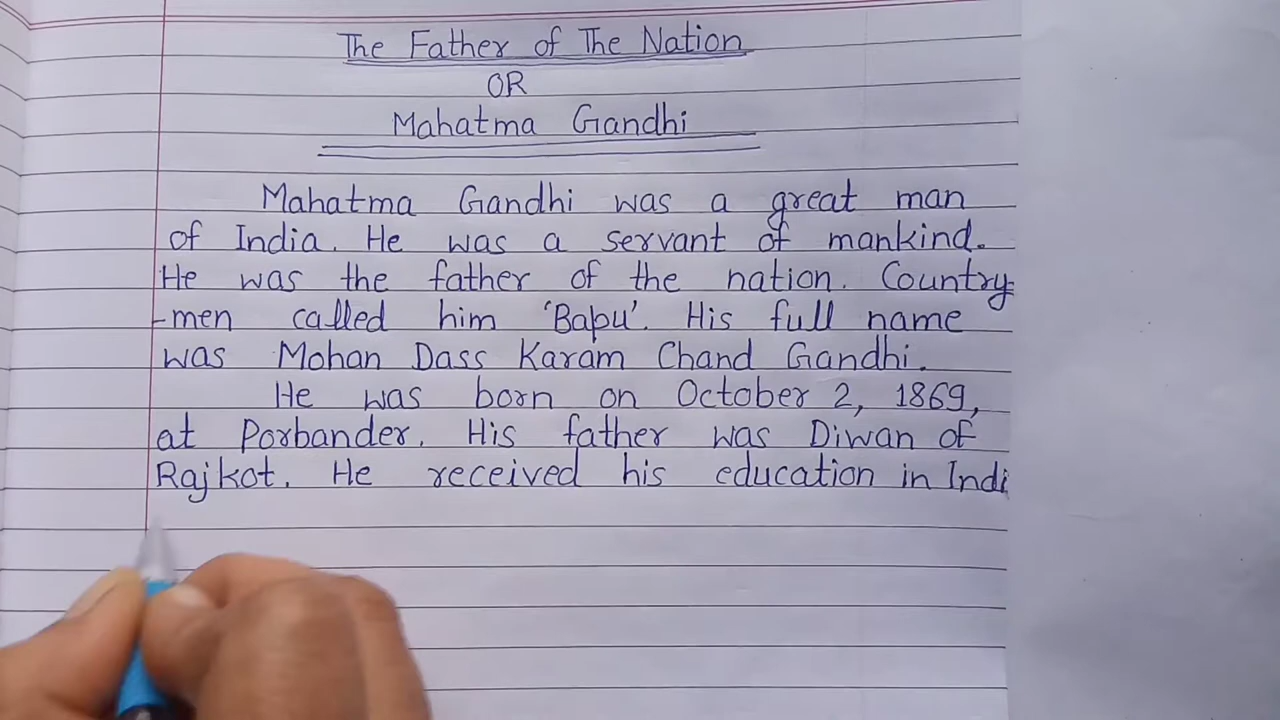 The Father of The Nation
OR
Mahatma Gandhi
Mahatma Gandhi was a great man
of India. He was a servant of mankind.
He was the father of the nation. Country
-men called him 'Bapu'. His full name
was Mohan Dass Karam Chand Gandhi.
He was born on October 2, 1869,
at Porbander. His father was Diwan of
Rajkot. He received his education in Indi